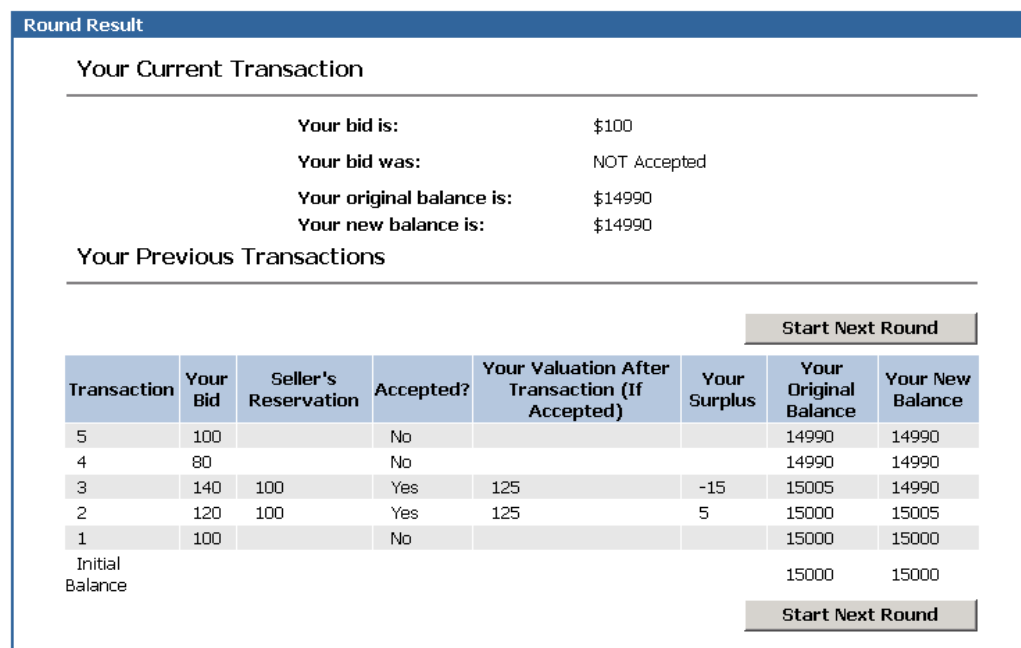 Round Result
Your Current Transaction
Your bid is: $100
Your bid was: NOT Accepted
Your original balance is: $14990
Your new balance is: $14990
Your Previous Transactions
Start Next Round
Transaction Your Bid Seller's Reservation Accepted? Your Valuation After Transaction (If Accepted) Your Surplus Your Original Balance Your New Balance
5 100 No 14990 14990
4 80 No 14990 14990
3 140 100 Yes 125 -15 15005 14990
2 120 100 Yes 125 5 15000 15005
1 100 No 15000 15000
Initial Balance 15000 15000
Start Next Round